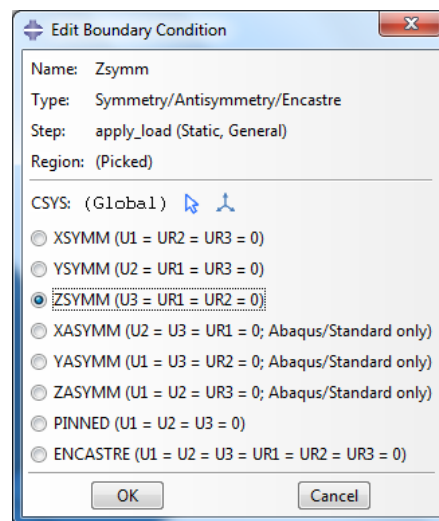 Edit Boundary Condition
Name: Zsymm
Type: Symmetry/Antisymmetry/Encastre
Step: apply_load (Static, General)
Region: (Picked)
CSYS: (Global)
XSYMM (U1 = UR2 = UR3 = 0)
YSYMM (U2 = UR1 = UR3 = 0)
ZSYMM (U3 = UR1 = UR2 = 0)
XASYMM (U2 = U3 = UR1 = 0; Abaqus/Standard only)
YASYMM (U1 = U3 = UR2 = 0; Abaqus/Standard only)
ZASYMM (U1 = U2 = UR3 = 0; Abaqus/Standard only)
PINNED (U1 = U2 = U3 = 0)
ENCASTRE (U1 = U2 = U3 = UR1 = UR2 = UR3 = 0)
OK Cancel